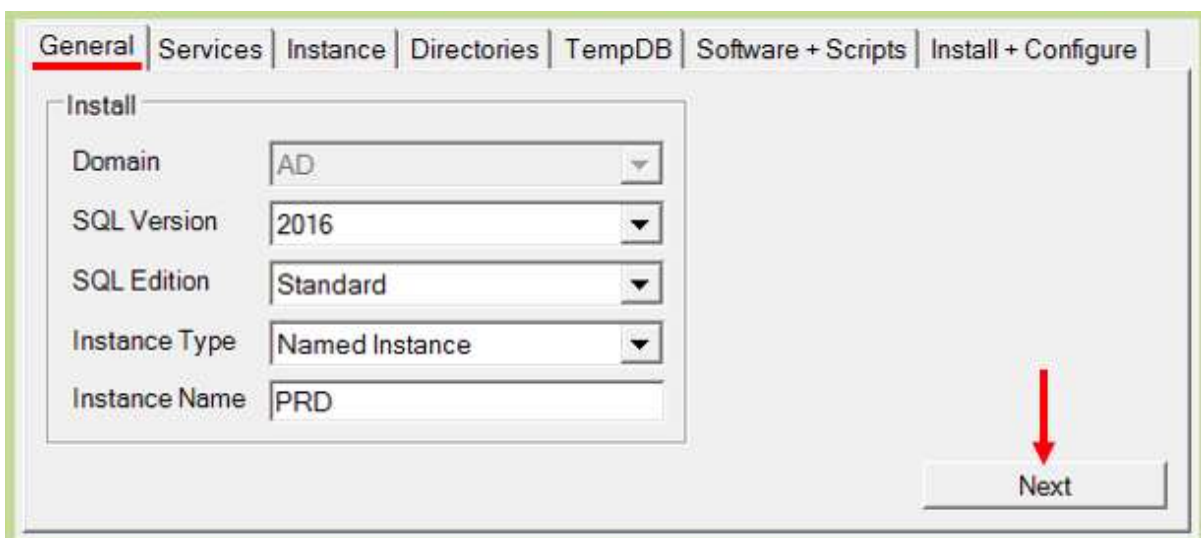 General Services Instance Directories TempDB Software + Scripts Install + Configure
Install
Domain AD
SQL Version 2016
SQL Edition Standard
Instance Type Named Instance
Instance Name PRD
Next